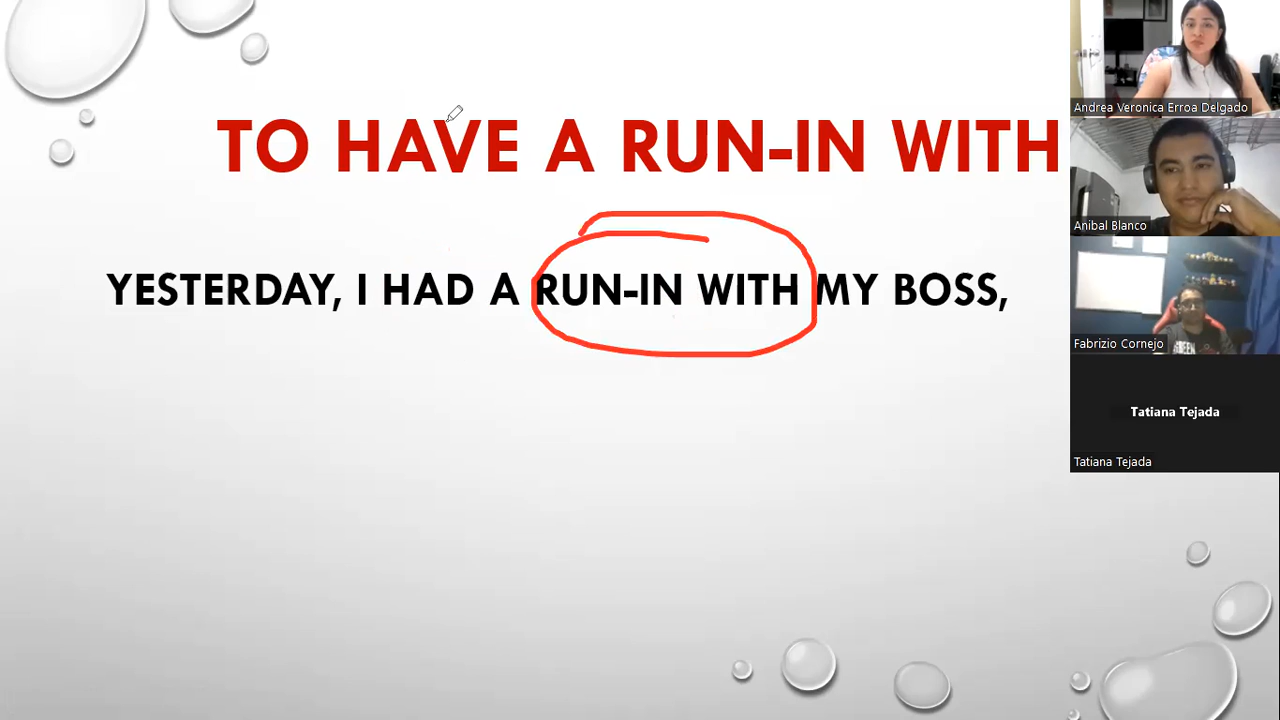 TO HAVE A RUN-IN WITH
YESTERDAY, I HAD A RUN-IN WITH MY BOSS,
Andrea Veronica Erroa Delgado
Anibal Blanco
Fabrizio Cornejo
Tatiana Tejada
Tatiana Tejada